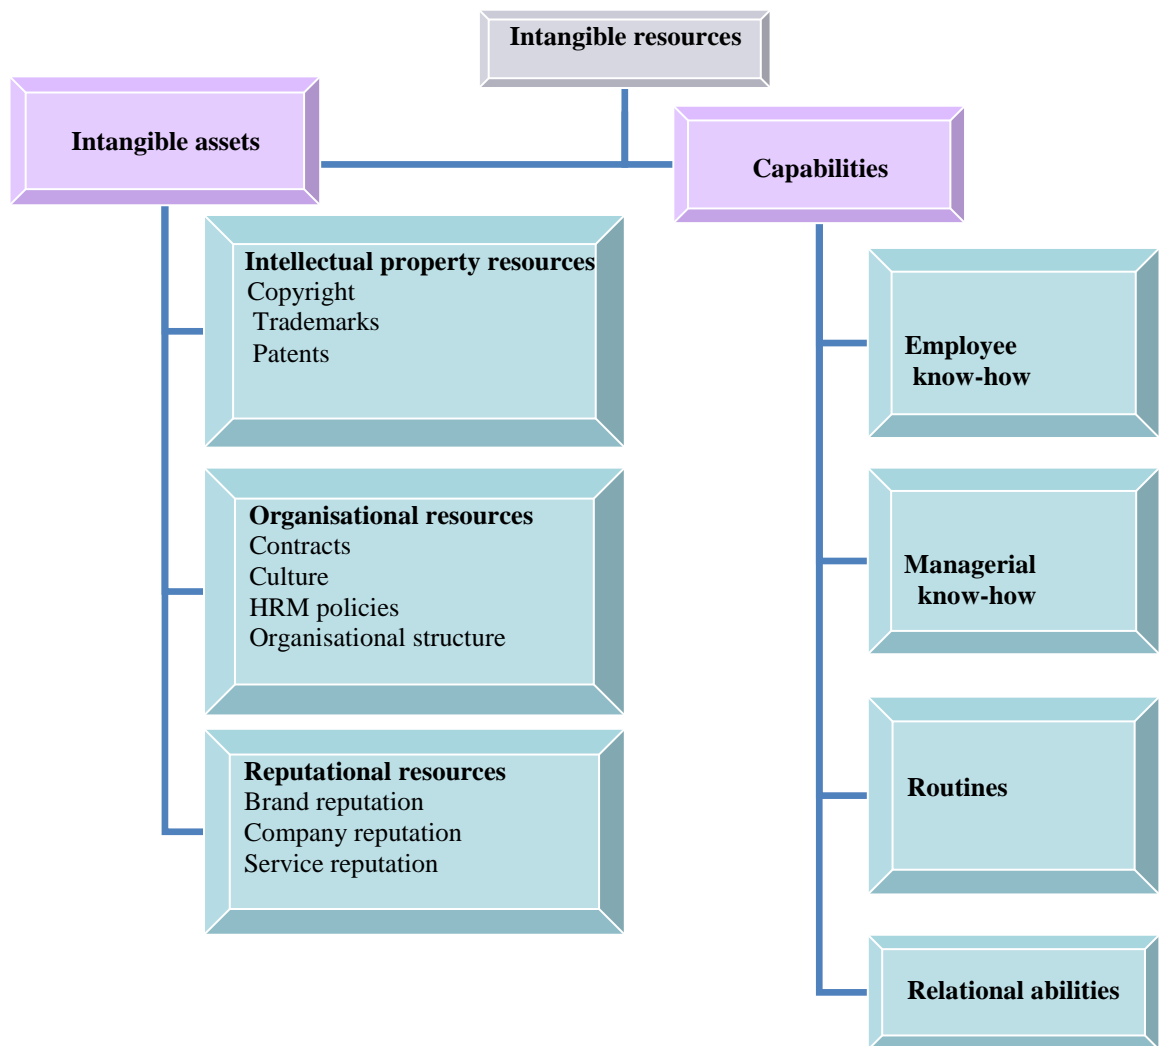 Intangible resources
Intangible assets
Capabilities
Intellectual property resources
Copyright
Trademarks
Patents
Organisational resources
Contracts
Culture
HRM policies
Organisational structure
Reputational resources
Brand reputation
Company reputation
Service reputation
Employee
know-how
Managerial
know-how
Routines
Relational abilities